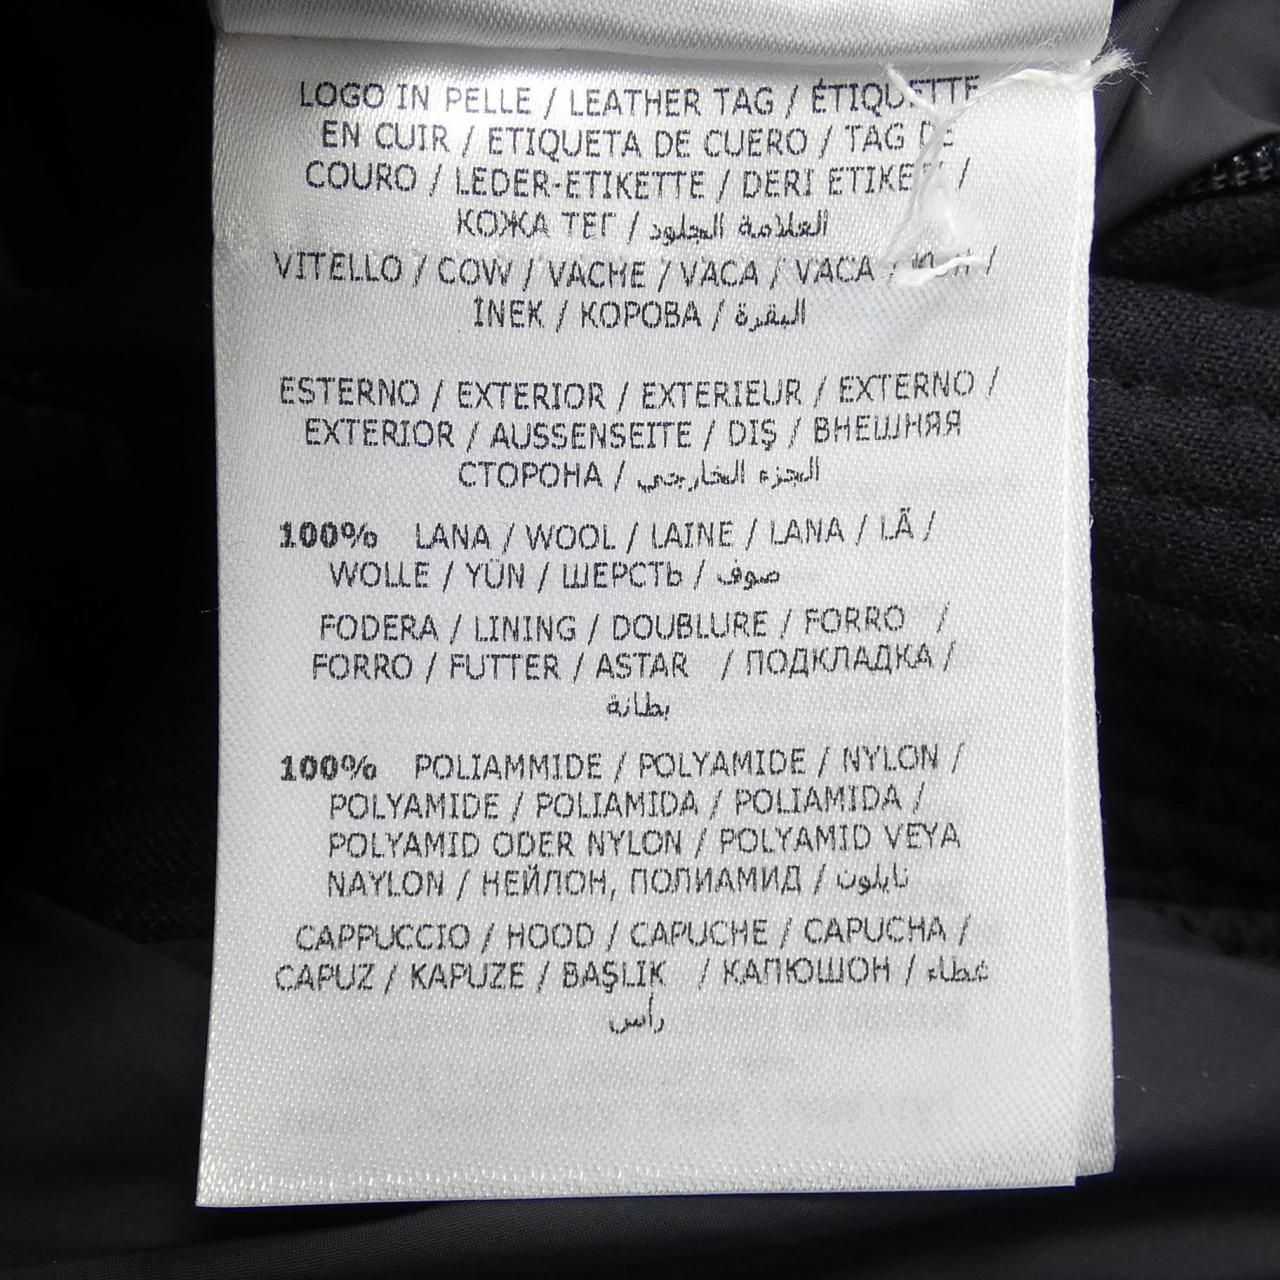 LOGO IN PELLE / LEATHER TAG / ÉTIQUETTE
EN CUIR / ETIQUETA DE CUERO / TAG DE
COURO / LEDER-ETIKETTE / DERI ETIKET /
КОЖА ТЕГ / العلامة الجلود
VITELLO / COW / VACHE / VACA / VACA / KUH /
İNEK / КОРОВА / البقرة
ESTERNO / EXTERIOR / EXTERIEUR / EXTERNO /
EXTERIOR / AUSSENSEITE / DIŞ / ВНЕШНЯЯ
СТОРОНА / الجزء الخارجي
100% LANA / WOOL / LAINE / LANA / LÃ /
WOLLE / YÜN / ШЕРСТЬ / صوف
FODERA / LINING / DOUBLURE / FORRO /
FORRO / FUTTER / ASTAR / ПОДКЛАДКА /
بطانة
100% POLIAMMIDE / POLYAMIDE / NYLON /
POLYAMIDE / POLIAMIDA / POLIAMIDA /
POLYAMID ODER NYLON / POLYAMID VEYA
NAYLON / НЕЙЛОН, ПОЛИАМИД / نايلون
CAPPUCCIO / HOOD / CAPUCHE / CAPUCHA /
CAPUZ / KAPUZE / BAŞLIK / КАПЮШОН / غطاء
رأس